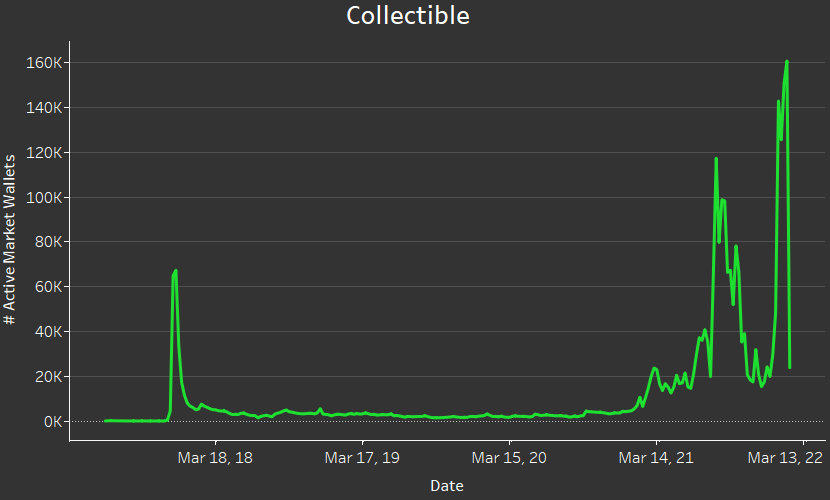 Collectible
# Active Market Wallets
160K
140K
120K
100K
80K
60K
40K
20K
0K
Mar 18, 18
Mar 17, 19
Mar 15, 20
Mar 14, 21
Mar 13, 22
Date